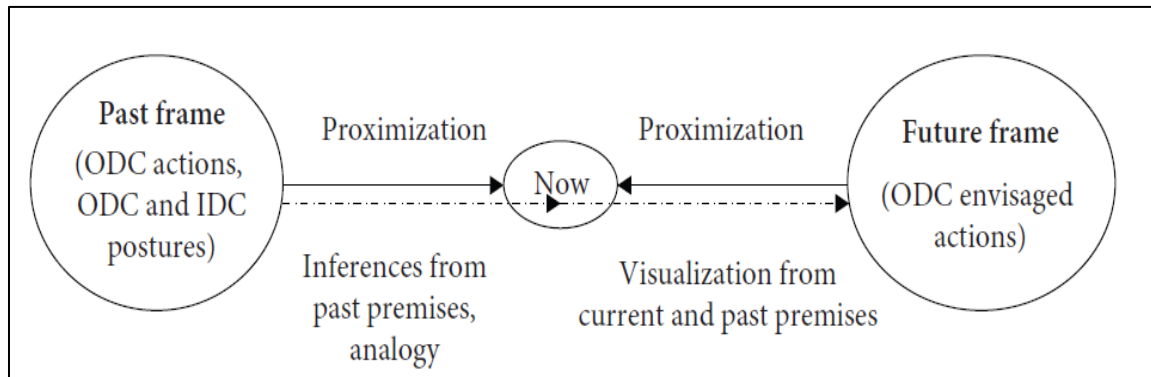 Past frame
(ODC actions,
ODC and IDC
postures)
Proximization
Inferences from
past premises,
analogy
Now
Proximization
Visualization from
current and past premises
Future frame
(ODC envisaged
actions)